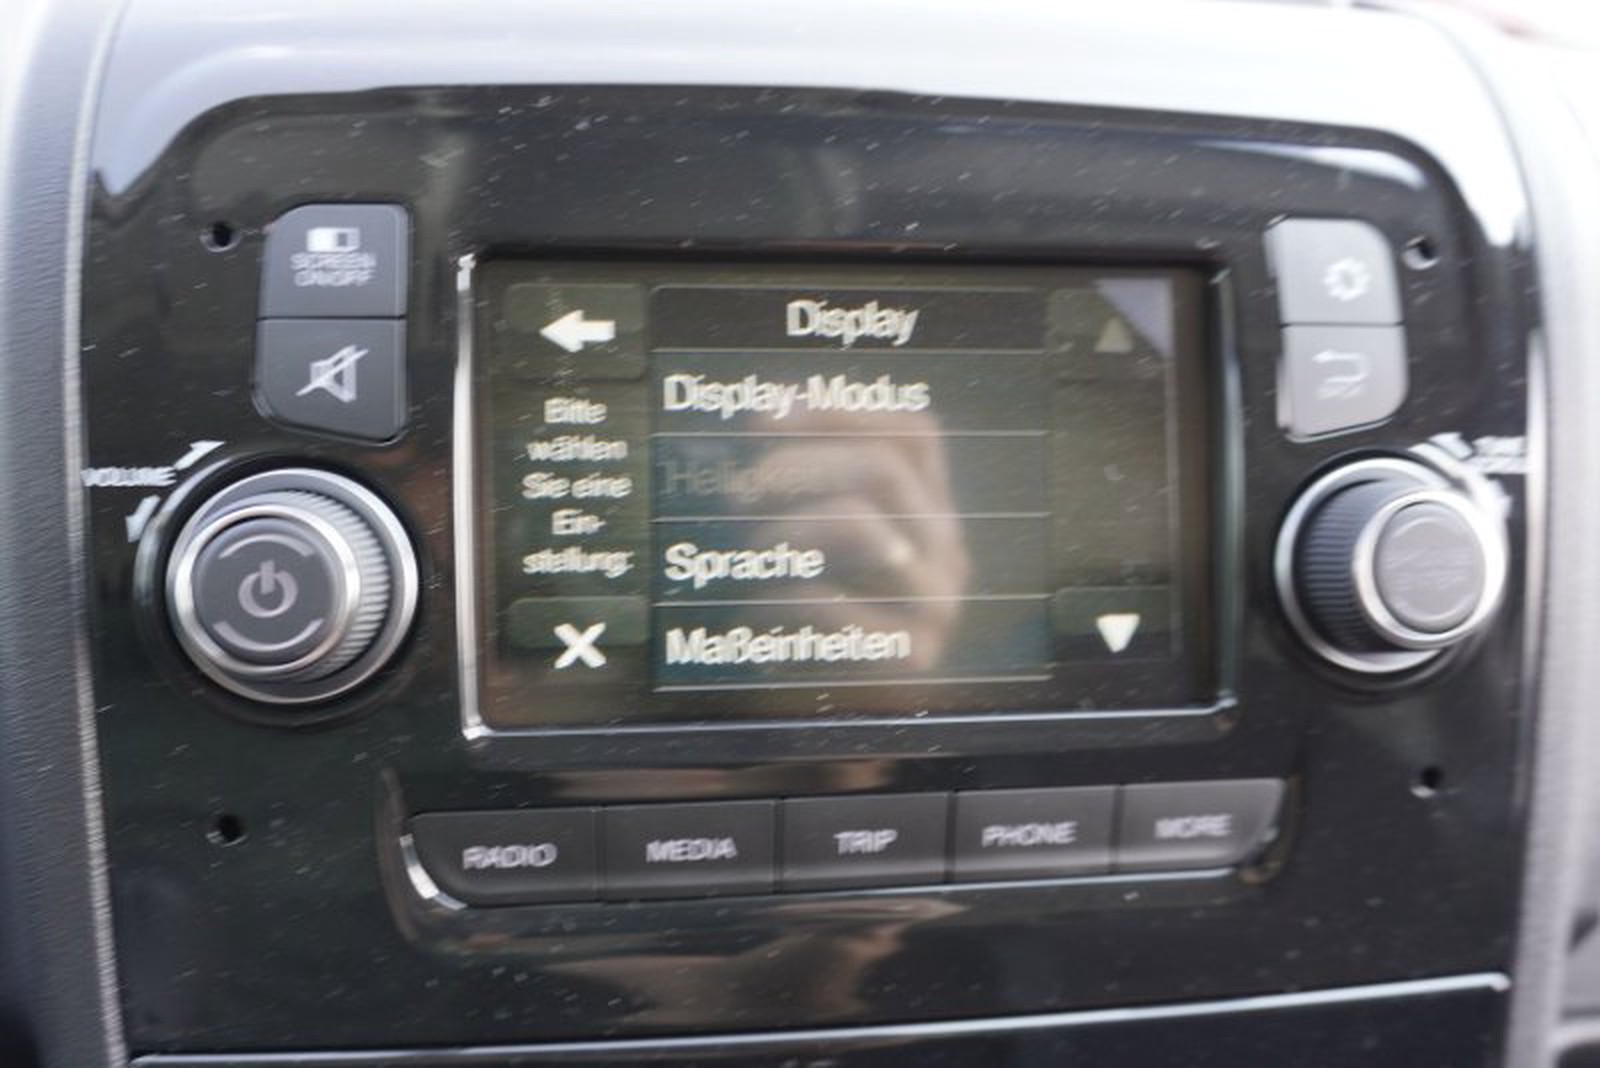 SCREEN
ON/OFF
VOLUME
Display
Bitte
wählen
Sie eine
Ein-
stellung:
Display-Modus
Helligkeit
Sprache
Maßeinheiten
RADIO
MEDIA
TRIP
PHONE
MORE